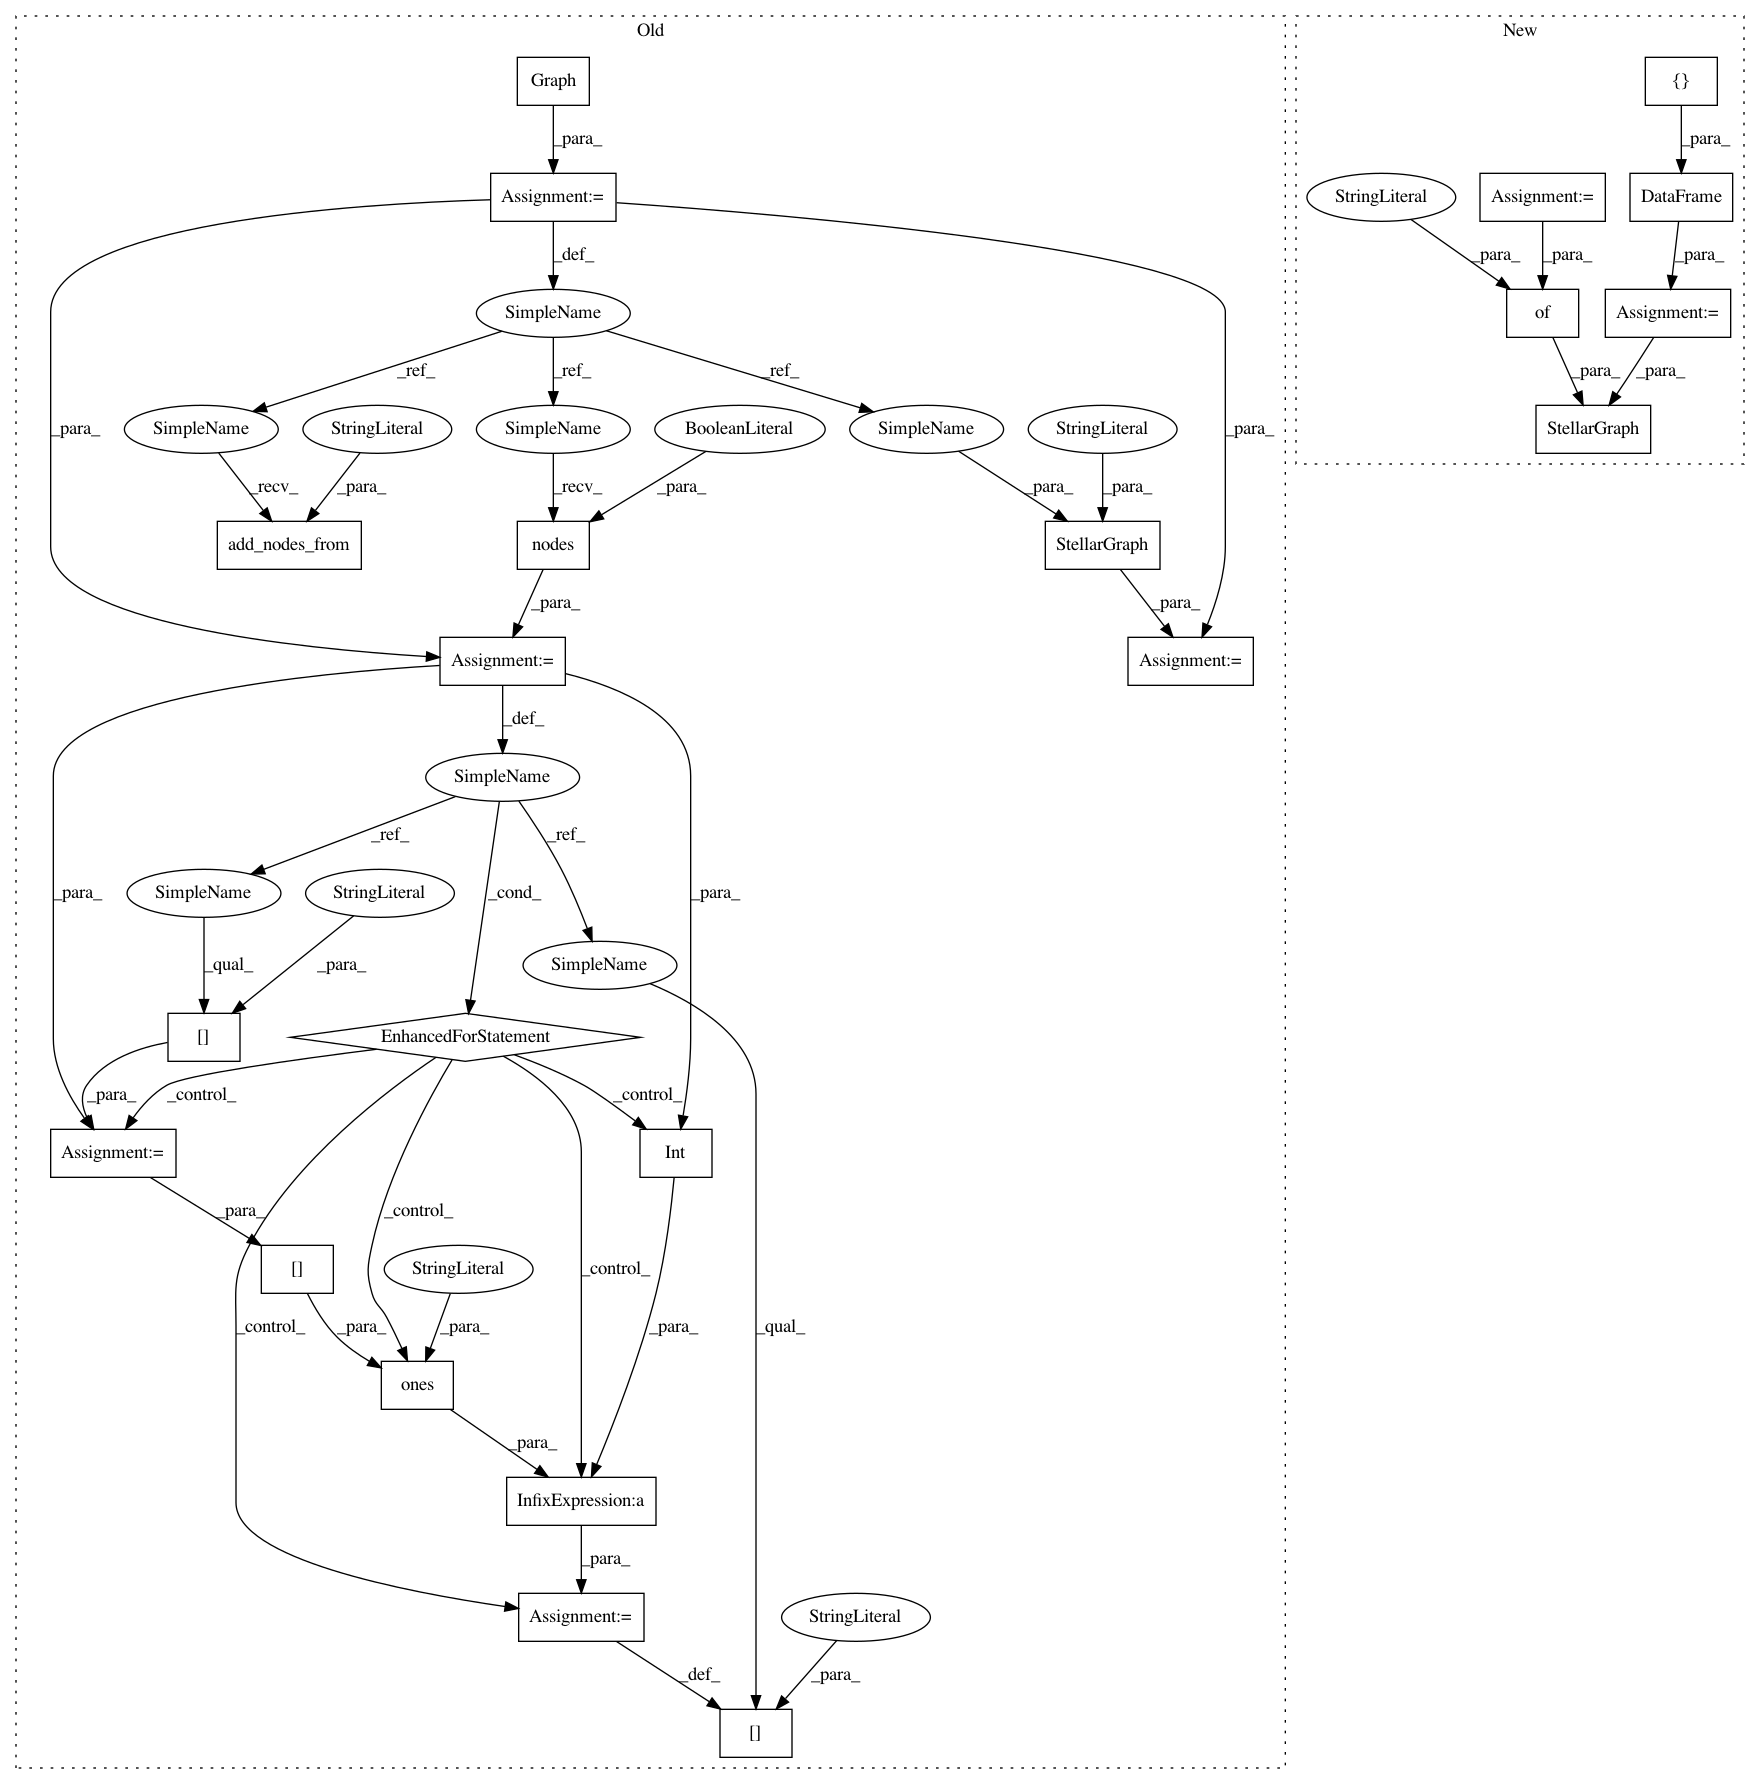 Old
New
Graph
{}
_para_
_para_
Assignment:=
StringLiteral
Assignment:=
DataFrame
_def_
_para_
_para_
_para_
SimpleName
of
Assignment:=
_ref_
_ref_
_ref_
_para_
_para_
_para_
_para_
SimpleName
StringLiteral
SimpleName
BooleanLiteral
SimpleName
StringLiteral
StellarGraph
_recv_
_para_
_recv_
_para_
_para_
_para_
add_nodes_from
nodes
StellarGraph
_para_
_para_
Assignment:=
Assignment:=
_def_
SimpleName
_ref_
_ref_
_para_
SimpleName
StringLiteral
_cond_
_para_
_qual_
_para_
SimpleName
[]
EnhancedForStatement
_para_
_control_
_control_
Assignment:=
Int
_para_
_control_
[]
StringLiteral
_control_
_control_
_para_
_para_
_para_
_qual_
ones
_para_
InfixExpression:a
_para_
Assignment:=
StringLiteral
_def_
_para_
[]